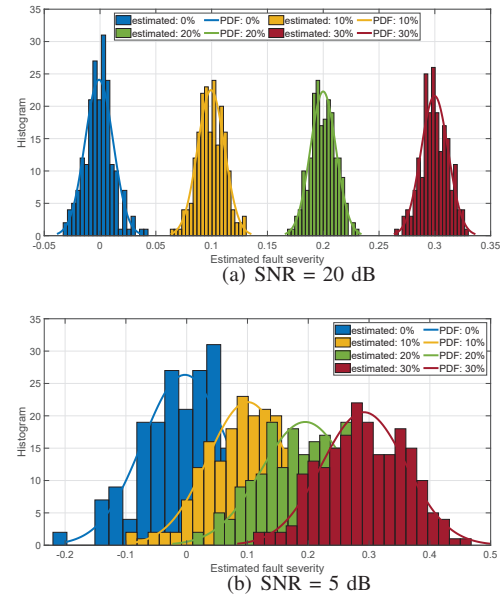 35
30
25
20
15
10
5
0
Histogram
estimated: 0% PDF: 0% estimated: 10% PDF: 10%
estimated: 20% PDF: 20% estimated: 30% PDF: 30%
-0.05 0 0.05 0.1 0.15 0.2 0.25 0.3 0.35
Estimated fault severity
(a) SNR = 20 dB
35
30
25
20
15
10
5
0
Histogram
estimated: 0% PDF: 0%
estimated: 10% PDF: 10%
estimated: 20% PDF: 20%
estimated: 30% PDF: 30%
-0.2 -0.1 0 0.1 0.2 0.3 0.4 0.5
Estimated fault severity
(b) SNR = 5 dB